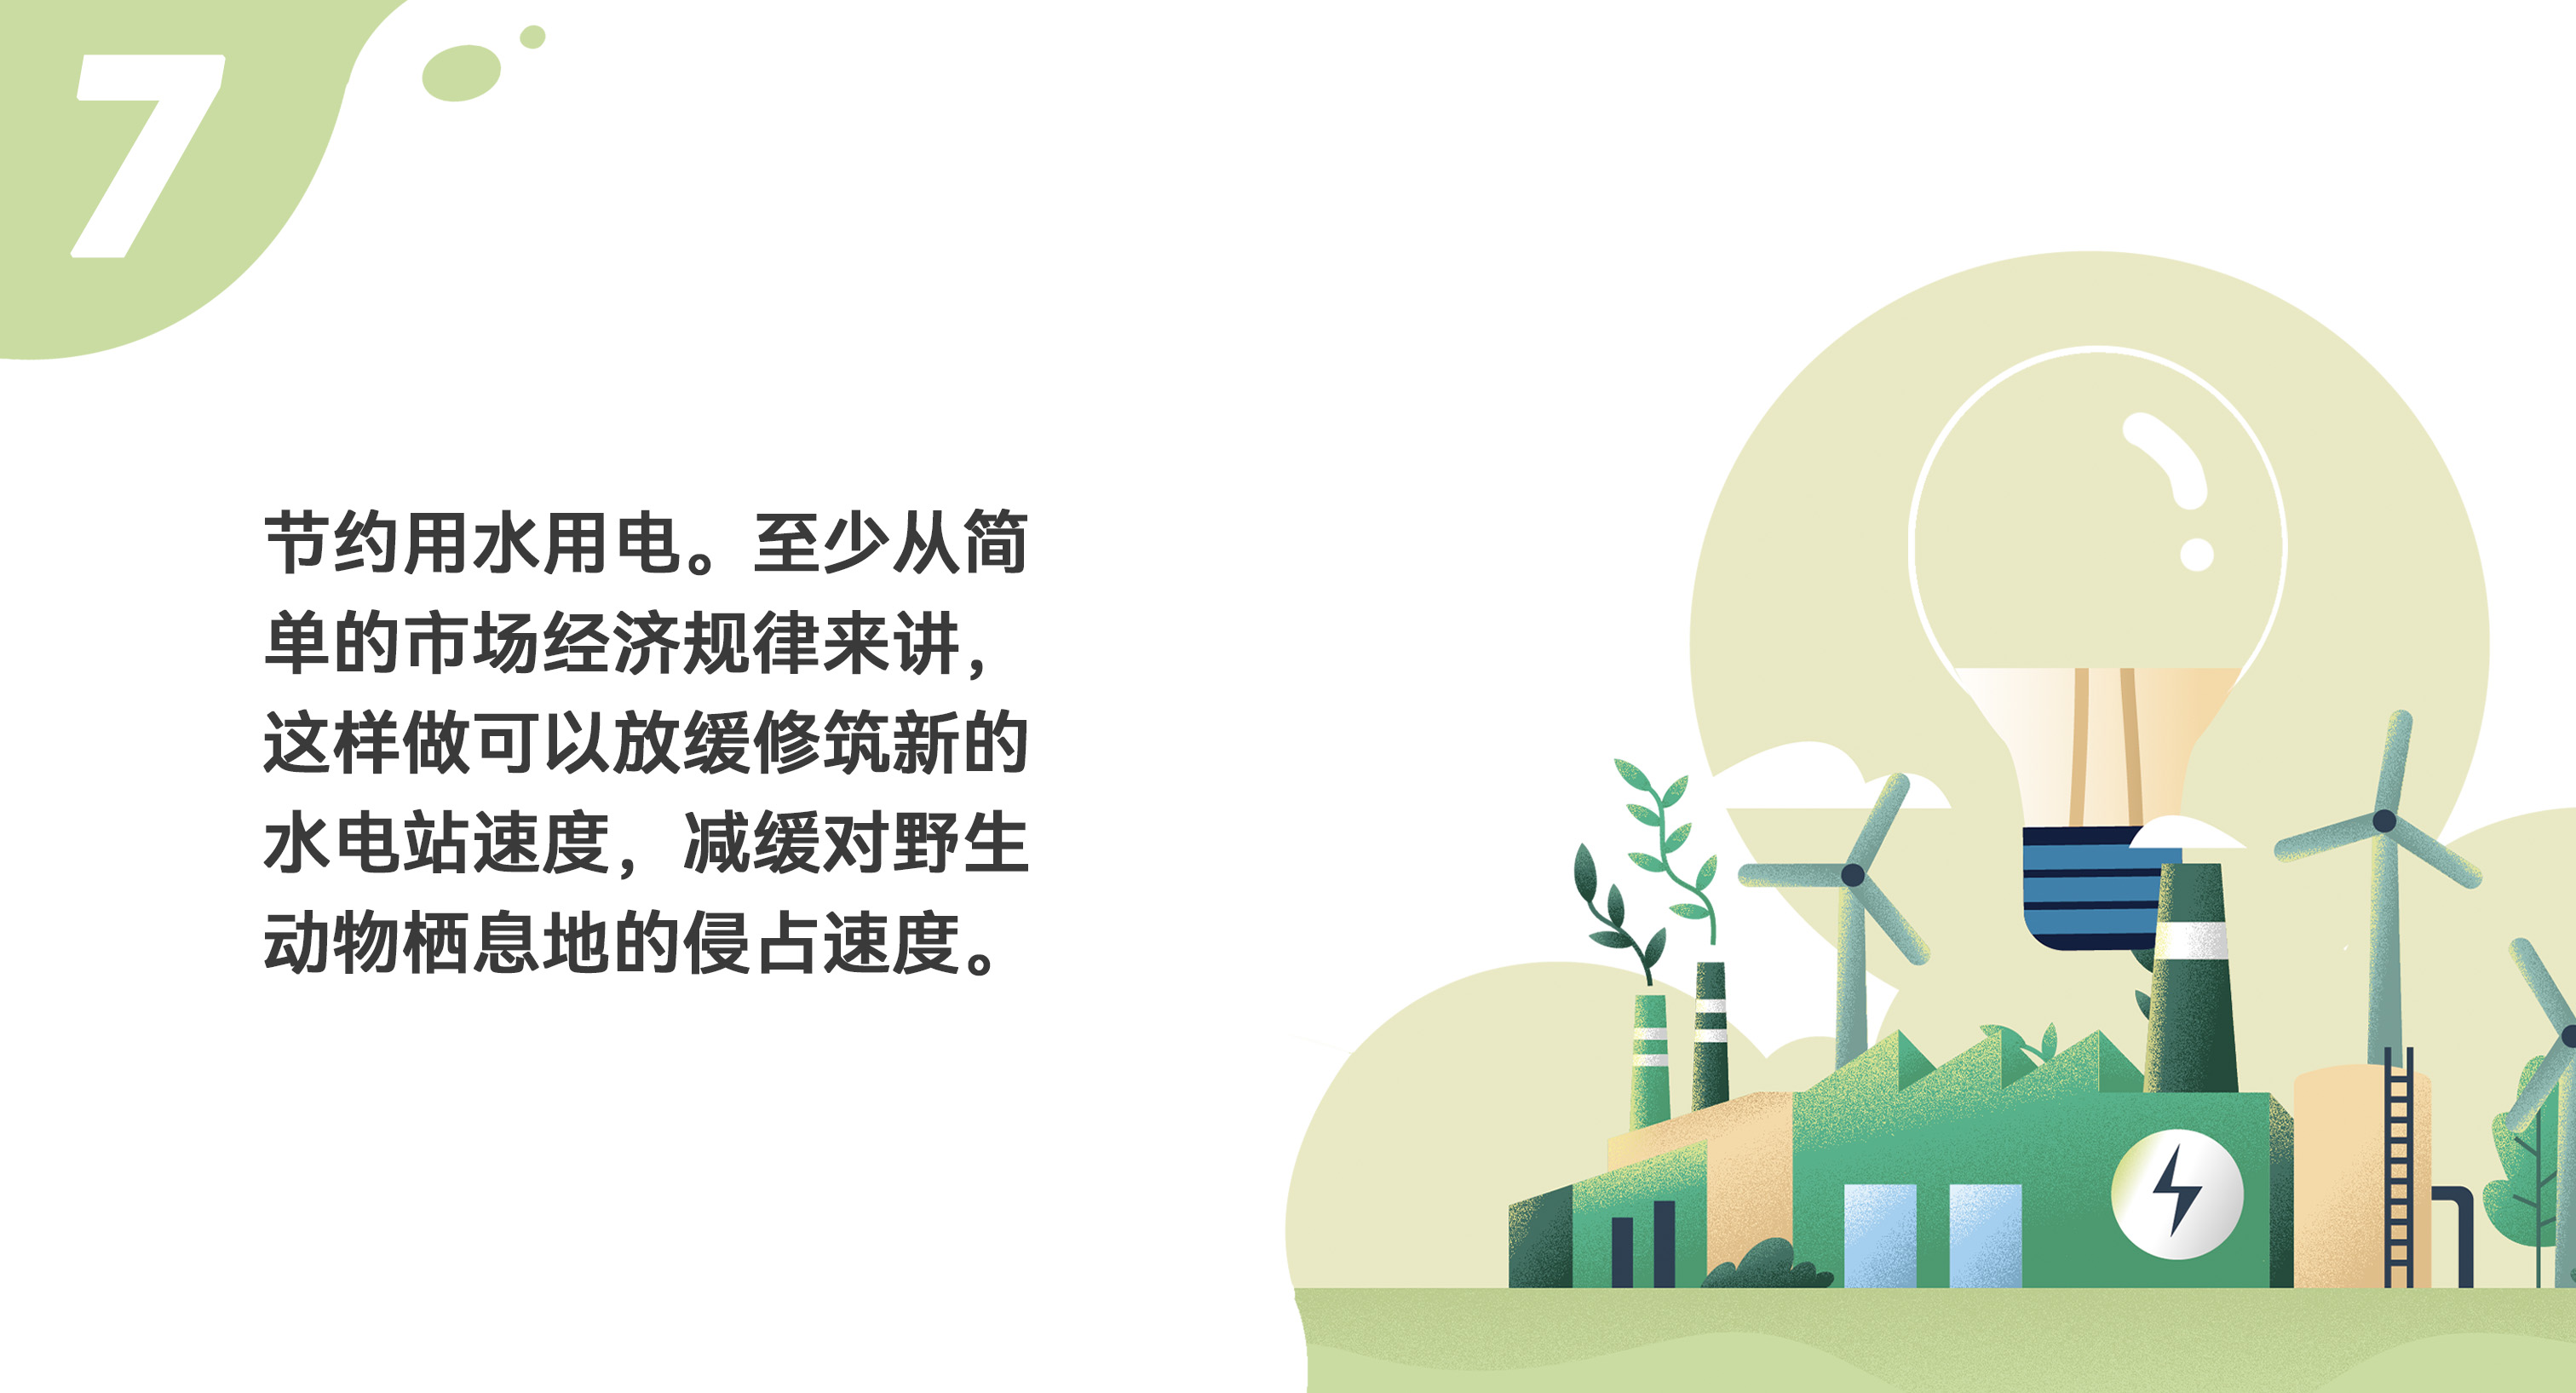 7
节约用水用电。至少从简
单的市场经济规律来讲，
这样做可以放缓修筑新的
水电站速度，减缓对野生
动物栖息地的侵占速度。